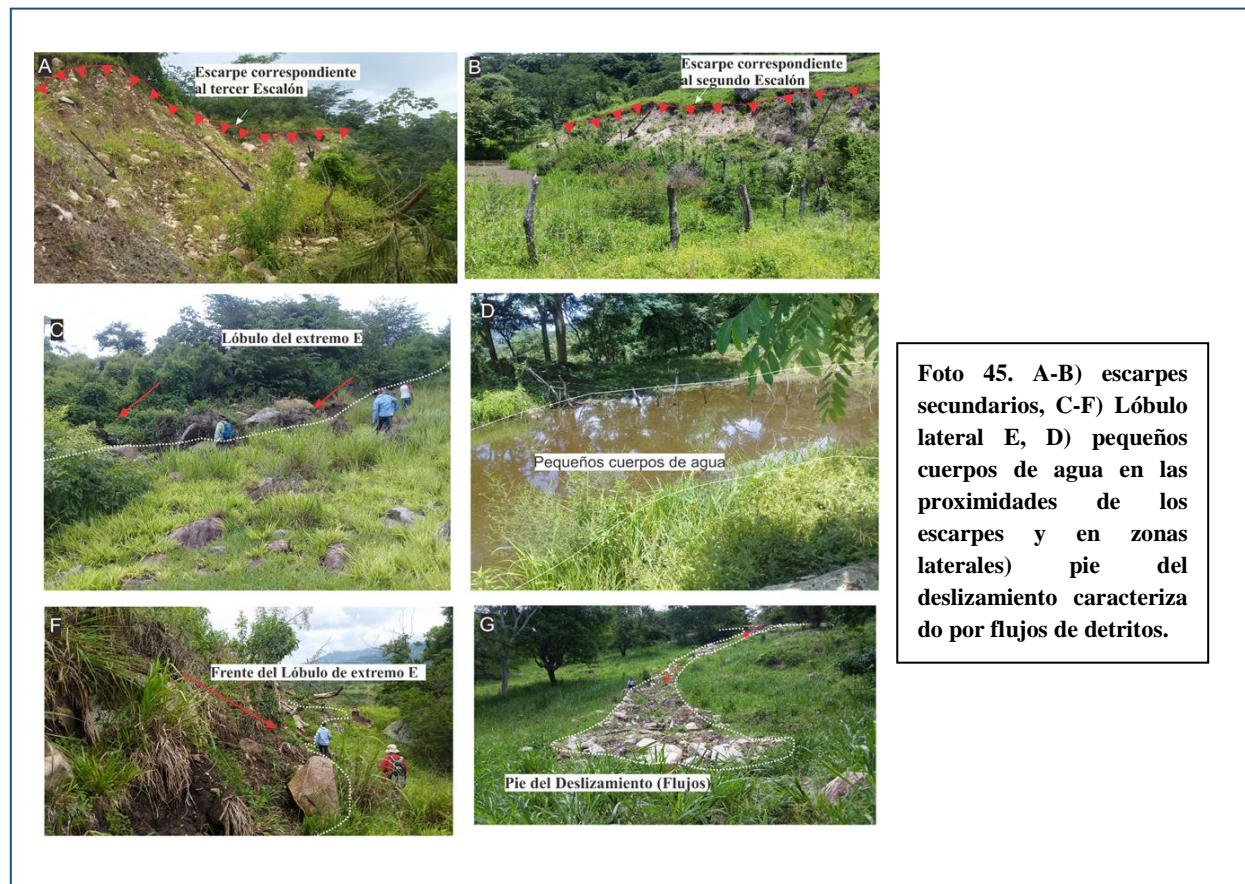 A
Escarpe correspondiente
al tercer Escalón
B
Escarpe correspondiente
al segundo Escalón
C
Lóbulo del extremo E
D
Pequeños cuerpos de agua
F
Frente del Lóbulo de extremo E
G
Pie del Deslizamiento (Flujos)
Foto 45. A-B) escarpes
secundarios, C-F) Lóbulo
lateral E, D) pequeños
cuerpos de agua en las
proximidades de los
escarpes y en zonas
laterales) pie del
deslizamiento caracteriza
do por flujos de detritos.